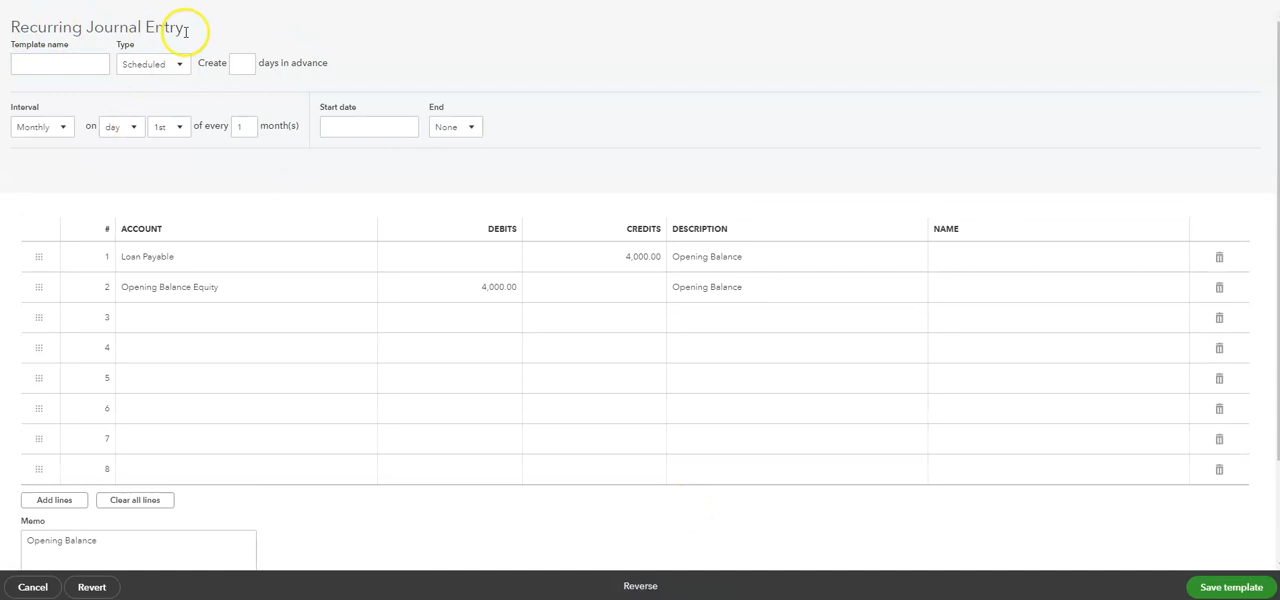 Recurring Journal Entry
Template name Type
Scheduled Create days in advance
Interval Start date End
Monthly on day 1st of every 1 month(s) None
# ACCOUNT DEBITS CREDITS DESCRIPTION NAME
1 Loan Payable 4,000.00 Opening Balance
2 Opening Balance Equity 4,000.00 Opening Balance
3
4
5
6
7
8
Add lines Clear all lines
Memo
Opening Balance
Cancel Revert Reverse Save template